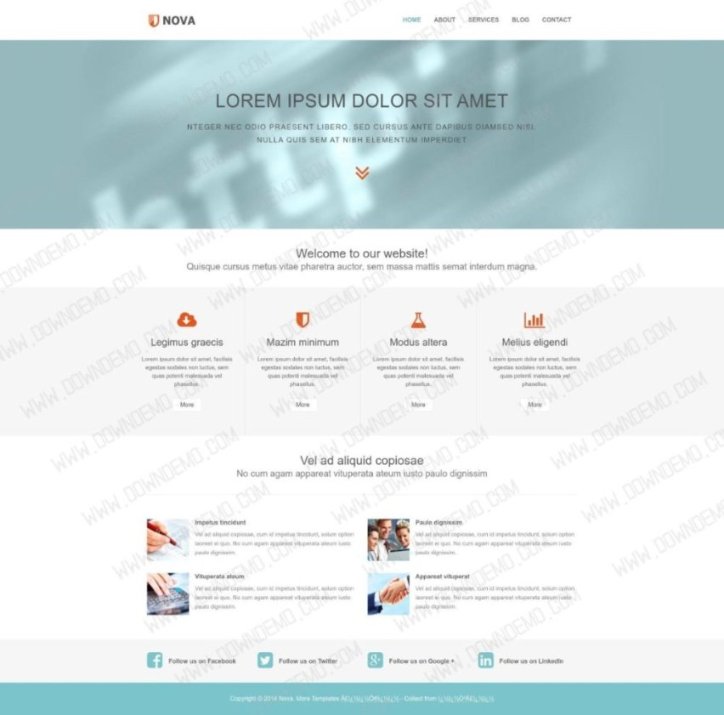 NOVA
HOME ABOUT SERVICES BLOG CONTACT
LOREM IPSUM DOLOR SIT AMET
NTEGER NEC ODIO PRAESENT LIBERO, SED CURSUS ANTE DAPIBUS DIAMSED NISI,
NULLA QUIS SEM AT NIBH ELEMENTUM IMPERDIET
http://
Welcome to our website!
Quisque cursus metus vitae pharetra auctor, sem massa mattis semat interdum magna.
Legimus graecis
Lorem ipsum dolor sit amet, facilisis
egestas sodales non luctus, sem
quas potenti malesuada vel
phasellus.
More
Mazim minimum
Lorem ipsum dolor sit amet, facilisis
egestas sodales non luctus, sem
quas potenti malesuada vel
phasellus.
More
Modus altera
Lorem ipsum dolor sit amet, facilisis
egestas sodales non luctus, sem
quas potenti malesuada vel
phasellus.
More
Melius eligendi
Lorem ipsum dolor sit amet, facilisis
egestas sodales non luctus, sem
quas potenti malesuada vel
phasellus.
More
Vel ad aliquid copiosae
No cum agam appareat vituperata ateum iusto paulo dignissim
Impetus tincidunt
Vel ad aliquid copiosae, cum id impetus tincidunt, solum option
laoreet ei quo. No cum agam appareat vituperata ateum iusto
paulo dignissim.
Paulo dignissim
Vel ad aliquid copiosae, cum id impetus tincidunt, solum option
laoreet ei quo. No cum agam appareat vituperata ateum iusto
paulo dignissim.
Vituperata ateum
Vel ad aliquid copiosae, cum id impetus tincidunt, solum option
laoreet ei quo. No cum agam appareat vituperata ateum iusto
paulo dignissim.
Appareat vituperat
Vel ad aliquid copiosae, cum id impetus tincidunt, solum option
laoreet ei quo. No cum agam appareat vituperata ateum iusto
paulo dignissim.
Follow us on Facebook
Follow us on Twitter
Follow us on Google +
Follow us on LinkedIn
Copyright © 2014 Nova. More Templates - Collect from
WWW.DOWNDEMO.COM